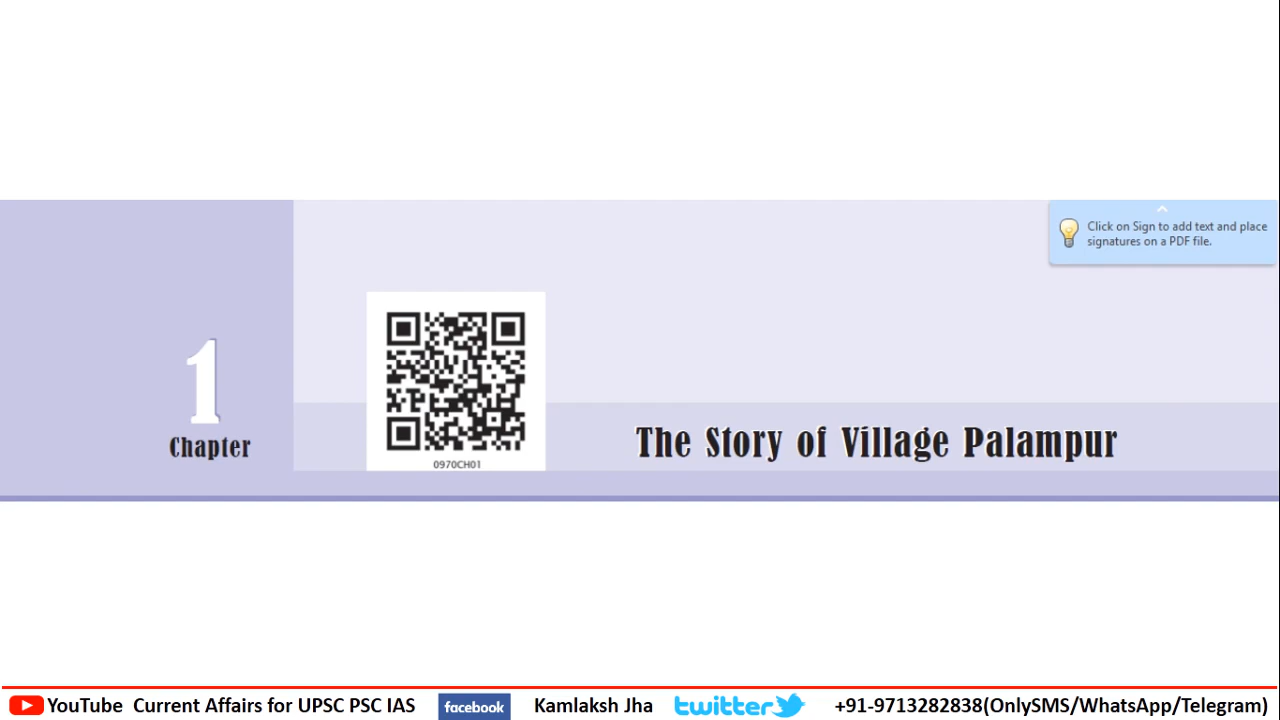 Click on Sign to add text and place
signatures on a PDF file.
1
Chapter
0970CH01
The Story of Village Palampur
YouTube Current Affairs for UPSC PSC IAS facebook Kamlaksh Jha twitter +91-9713282838(OnlySMS/WhatsApp/Telegram)